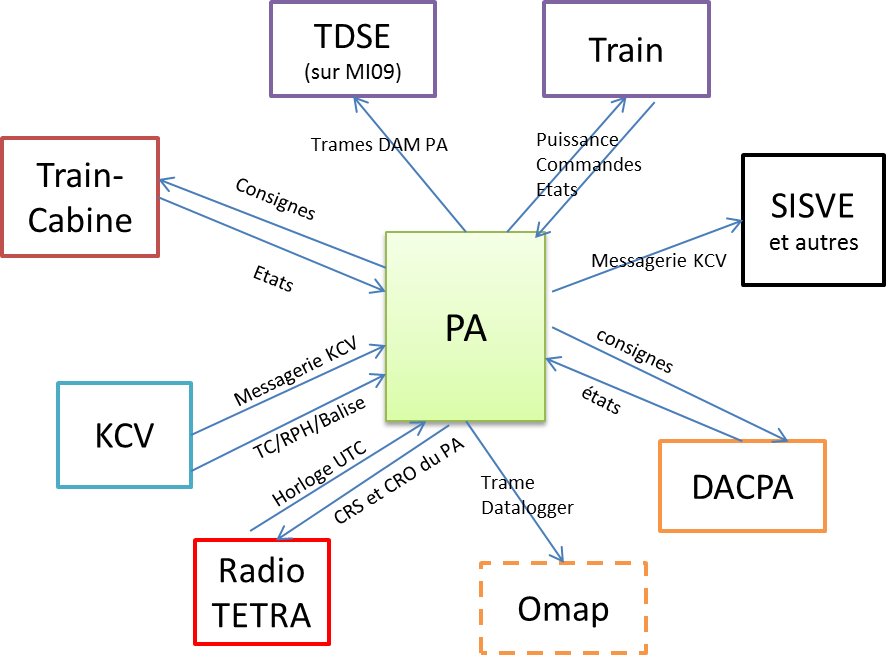 TDSE
(sur MI09)
Train
Trames DAM PA
Puissance
Commandes
Etats
Train-
Cabine
Consignes
Etats
SISVE
et autres
Messagerie KCV
PA
consignes
états
Messagerie KCV
TC/RPH/Balise
KCV
Horloge UTC
CRS et CRO du PA
Trame
Datalogger
DACPA
Radio
TETRA
Omap